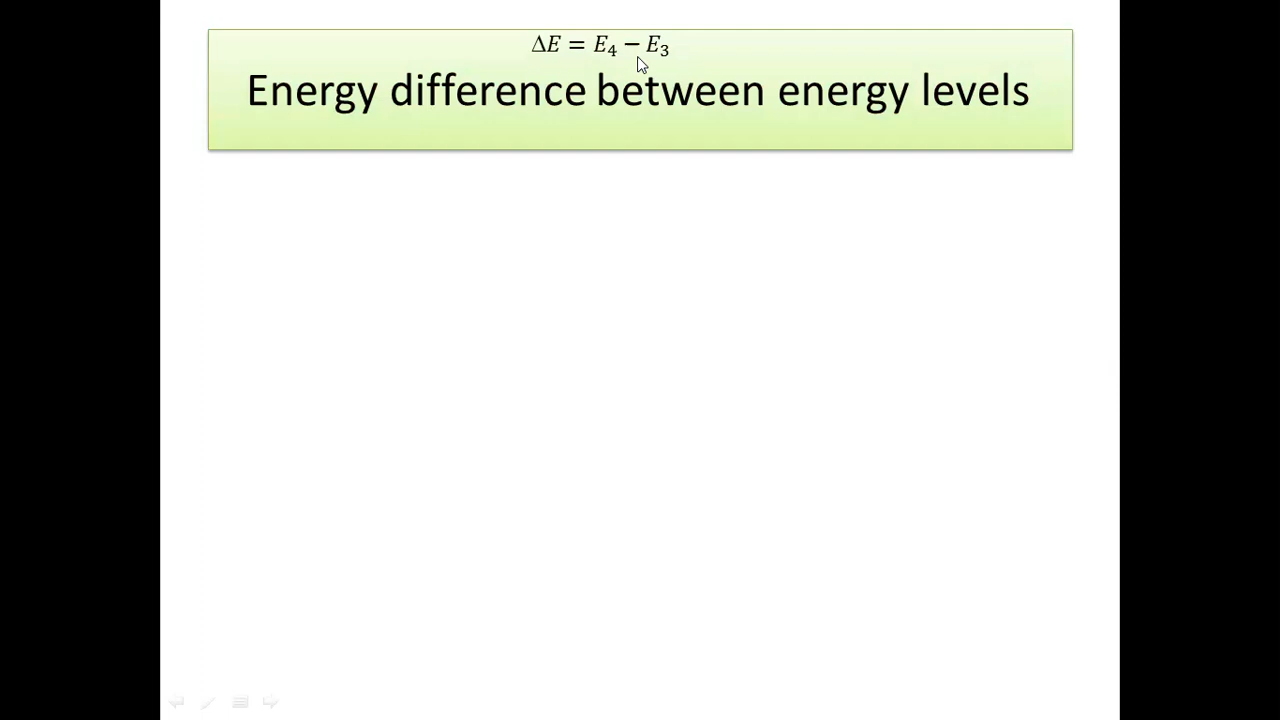 ΔE = E₄ − E₃
Energy difference between energy levels